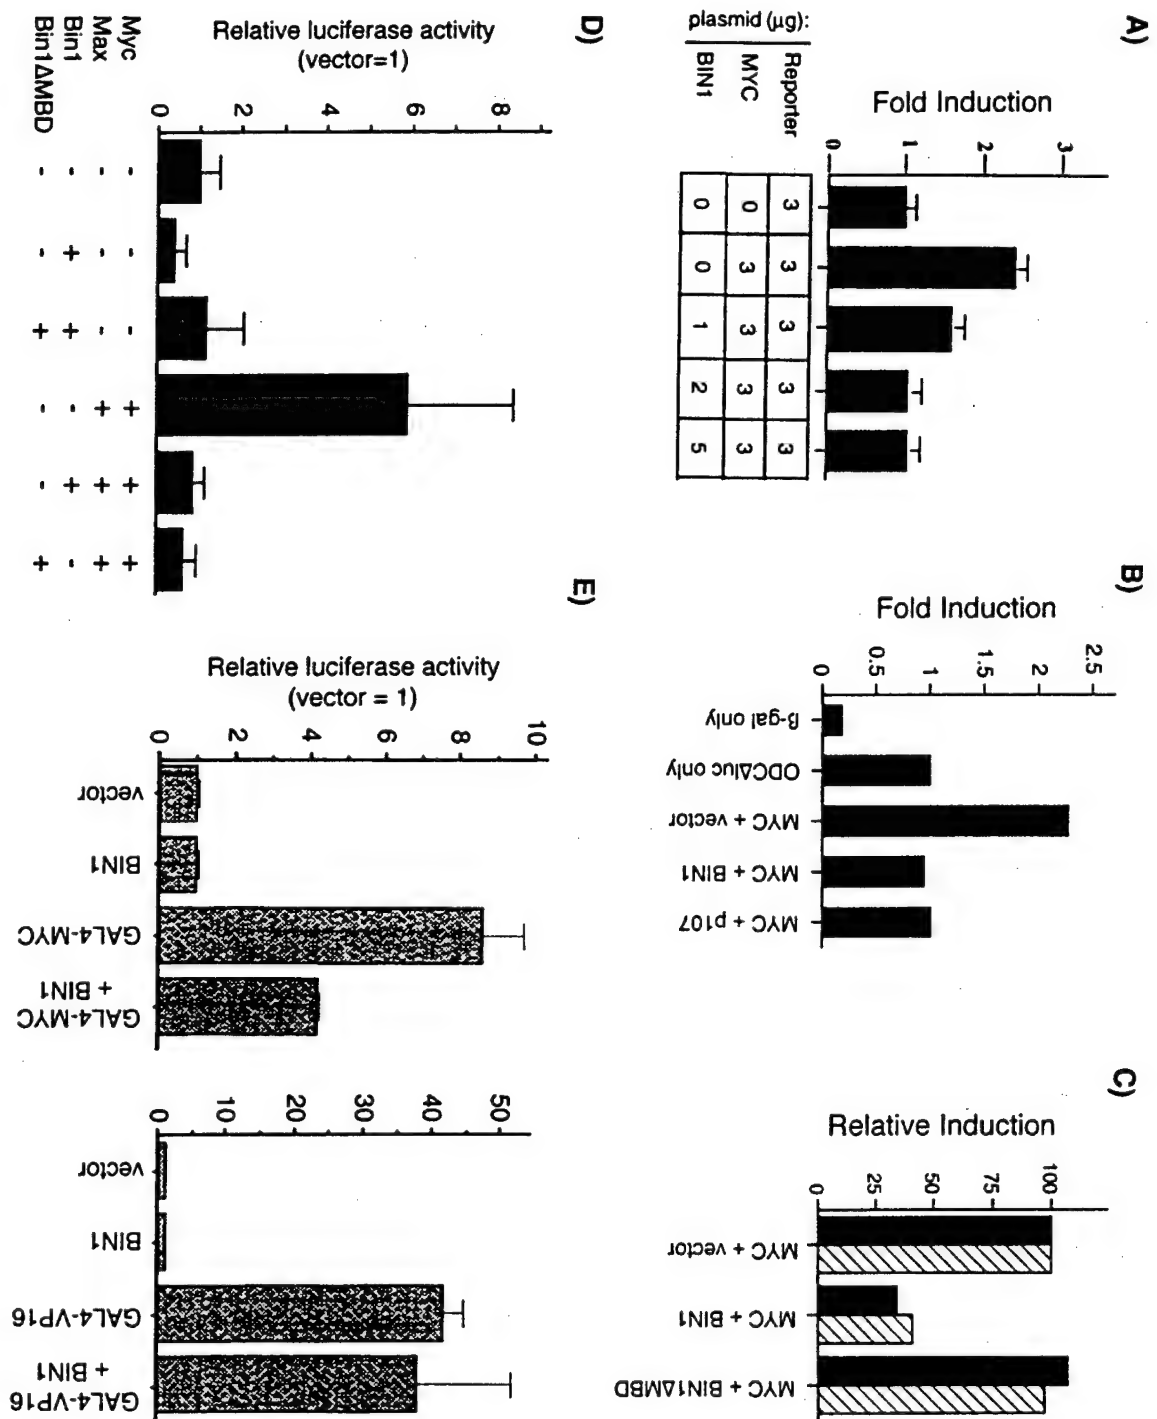 A)
Fold Induction
0 1 2 3
plasmid (µg):
Reporter 3 3 3 3 3
MYC 0 3 3 3 3
BIN1 0 0 1 2 5
B)
Fold Induction
0 0.5 1 1.5 2 2.5
ß-gal only
ODCΔluc only
MYC + vector
MYC + BIN1
MYC + p107
C)
Relative Induction
0 25 50 75 100
MYC + vector
MYC + BIN1
MYC + BIN1ΔMBD
D)
Relative luciferase activity
(vector=1)
0 2 4 6 8
Myc - - - + + +
Max - - - + + +
Bin1 - + + - + -
Bin1ΔMBD - - + - - +
E)
Relative luciferase activity
(vector = 1)
0 2 4 6 8 10
vector
BIN1
GAL4-MYC
GAL4-MYC
+ BIN1
0 10 20 30 40 50
vector
BIN1
GAL4-VP16
GAL4-VP16
+ BIN1